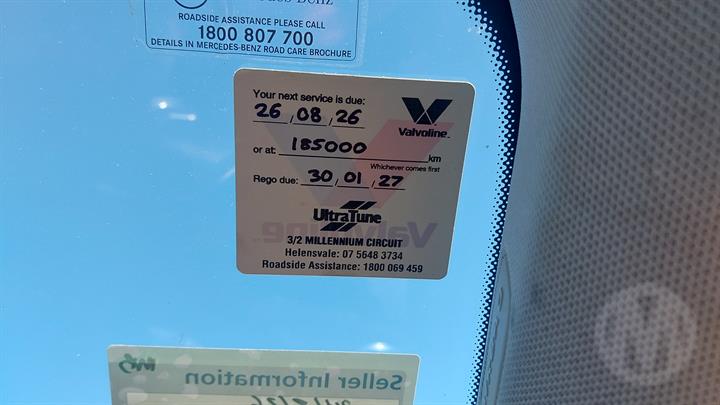 ROADSIDE ASSISTANCE PLEASE CALL
1800 807 700
DETAILS IN MERCEDES-BENZ ROAD CARE BROCHURE
Your next service is due:
26 / 08 / 26
Valvoline
or at: 185000 km
Whichever comes first
Rego due: 30 / 01 / 27
UltraTune
Valvoline
3/2 MILLENNIUM CIRCUIT
Helensvale: 07 5648 3734
Roadside Assistance: 1800 069 459
Seller Information